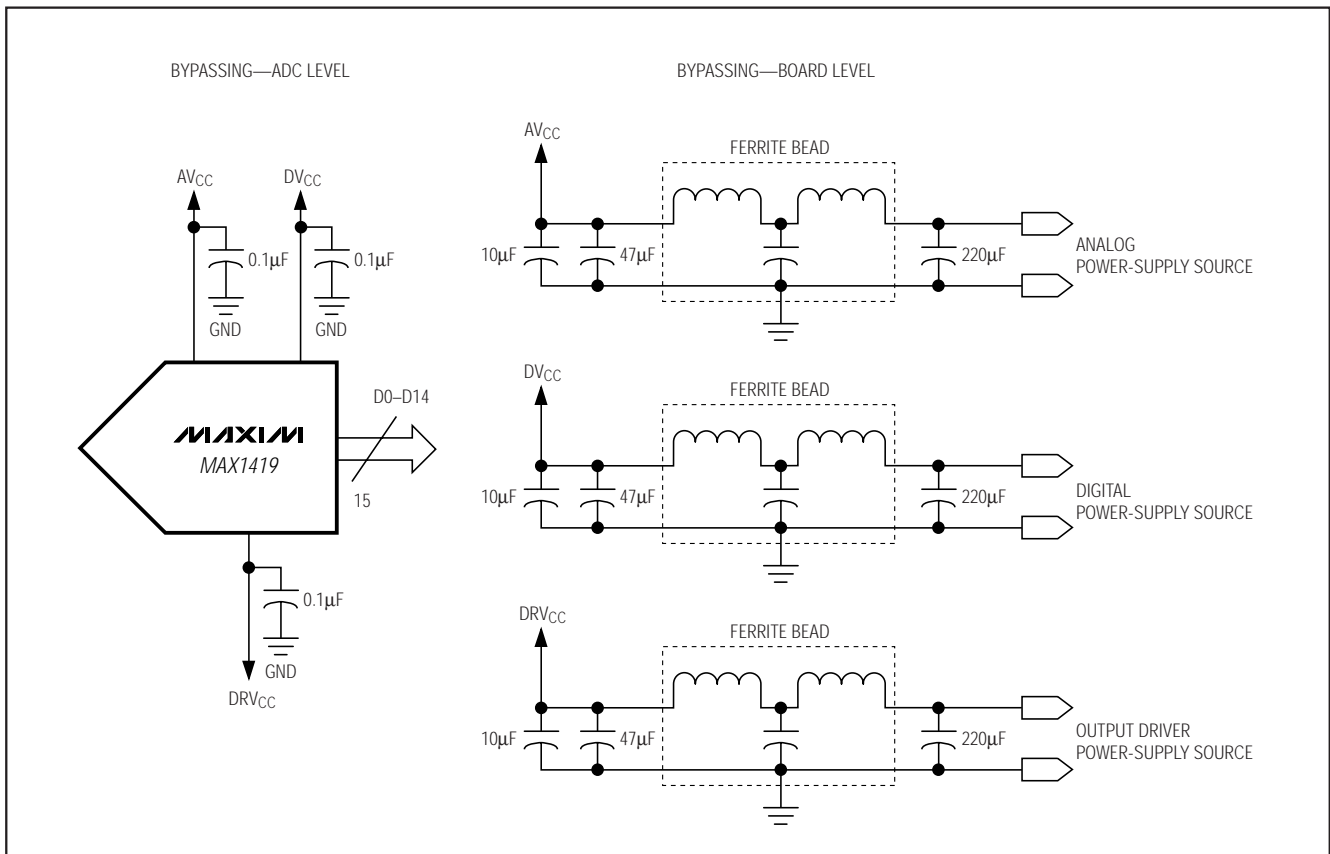 BYPASSING—ADC LEVEL
BYPASSING—BOARD LEVEL
AVCC
DVCC
0.1µF
0.1µF
GND
GND
MAXIM
MAX1419
D0–D14
15
0.1µF
GND
DRVCC
AVCC
FERRITE BEAD
10µF
47µF
220µF
ANALOG
POWER-SUPPLY SOURCE
DVCC
FERRITE BEAD
10µF
47µF
220µF
DIGITAL
POWER-SUPPLY SOURCE
DRVCC
FERRITE BEAD
10µF
47µF
220µF
OUTPUT DRIVER
POWER-SUPPLY SOURCE